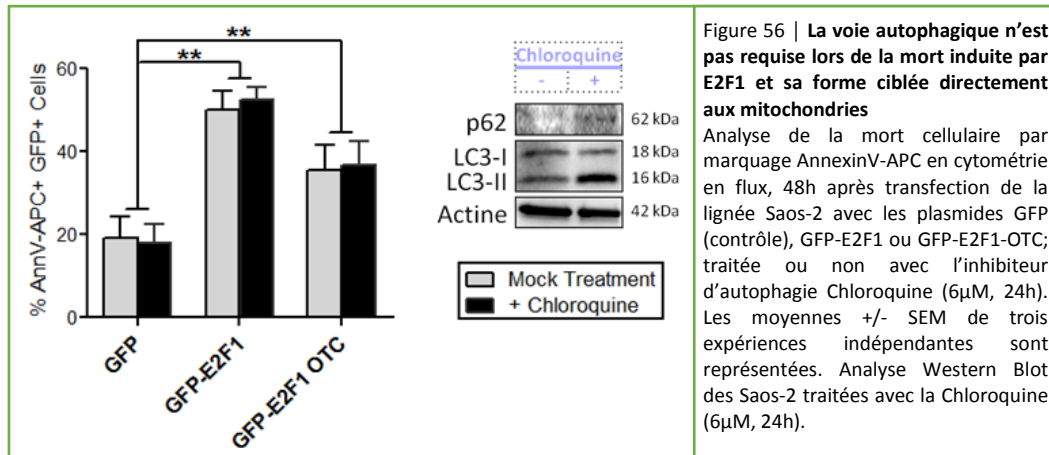 **
**
% AnnV-APC+ GFP+ Cells
60
40
20
0
GFP
GFP-E2F1
GFP-E2F1 OTC
Chloroquine
- +
p62 62 kDa
LC3-I 18 kDa
LC3-II 16 kDa
Actine 42 kDa
Mock Treatment
+ Chloroquine
Figure 56 | La voie autophagique n’est
pas requise lors de la mort induite par
E2F1 et sa forme ciblée directement
aux mitochondries
Analyse de la mort cellulaire par
marquage AnnexinV-APC en cytométrie
en flux, 48h après transfection de la
lignée Saos-2 avec les plasmides GFP
(contrôle), GFP-E2F1 ou GFP-E2F1-OTC;
traitée ou non avec l’inhibiteur
d’autophagie Chloroquine (6µM, 24h).
Les moyennes +/- SEM de trois
expériences indépendantes sont
représentées. Analyse Western Blot
des Saos-2 traitées avec la Chloroquine
(6µM, 24h).